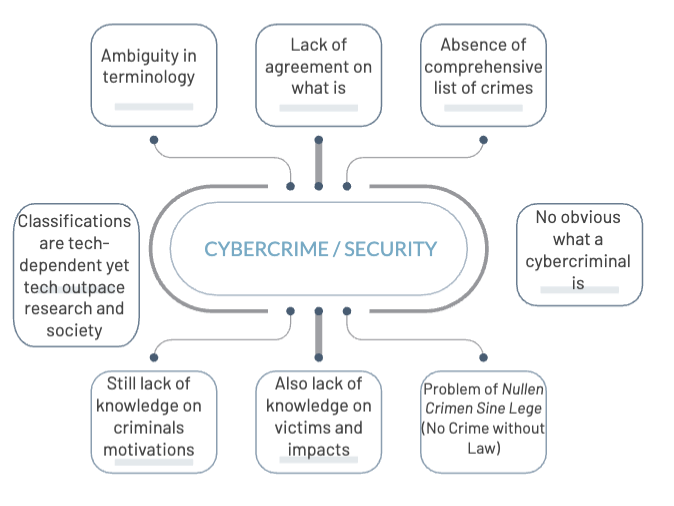 Ambiguity in
terminology
Lack of
agreement on
what is
Absence of
comprehensive
list of crimes
Classifications
are tech-
dependent yet
tech outpace
research and
society
CYBERCRIME / SECURITY
No obvious
what a
cybercriminal
is
Still lack of
knowledge on
criminals
motivations
Also lack of
knowledge on
victims and
impacts
Problem of Nullen
Crimen Sine Lege
(No Crime without
Law)